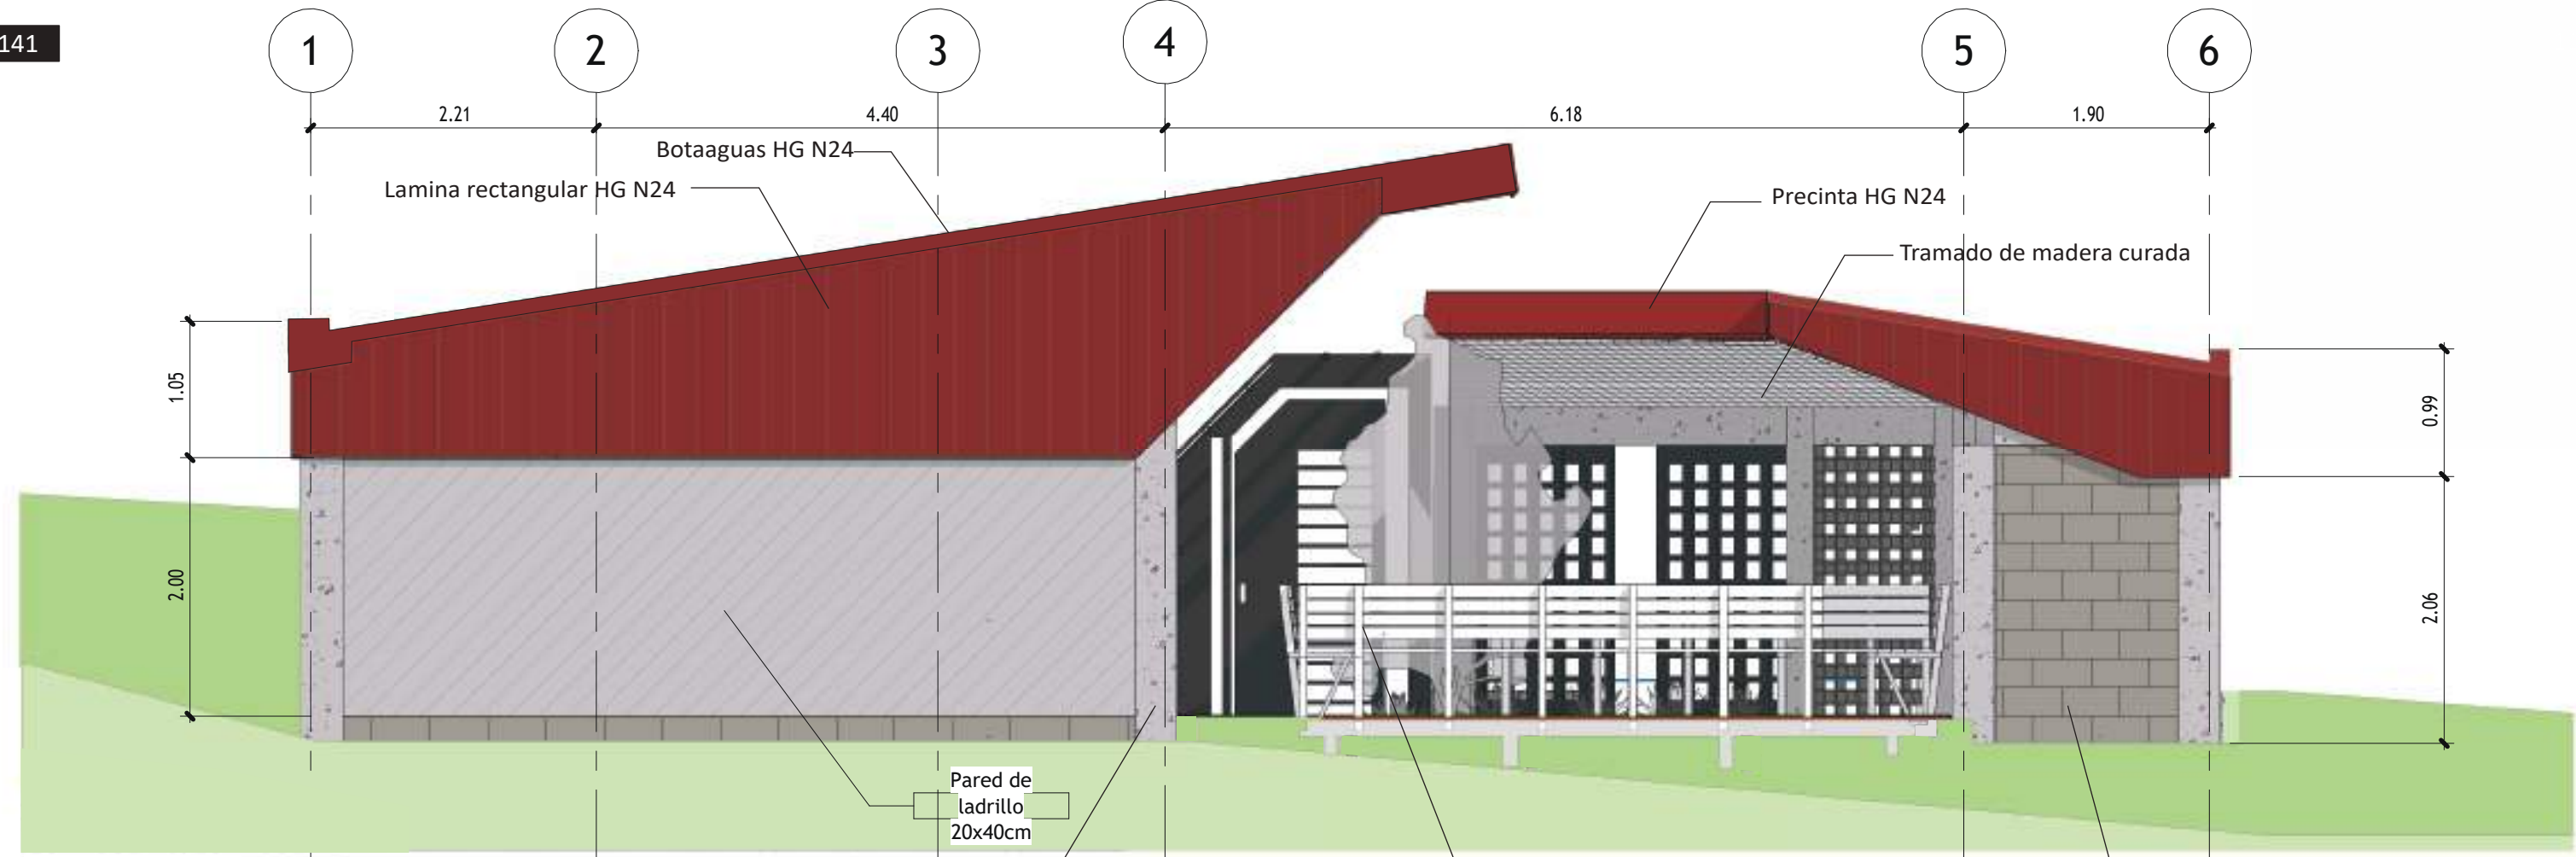 141
1
2
3
4
5
6
2.21
4.40
6.18
1.90
Botaaguas HG N24
Lamina rectangular HG N24
Precinta HG N24
Tramado de madera curada
1.05
0.99
2.00
2.06
Pared de
ladrillo
20x40cm